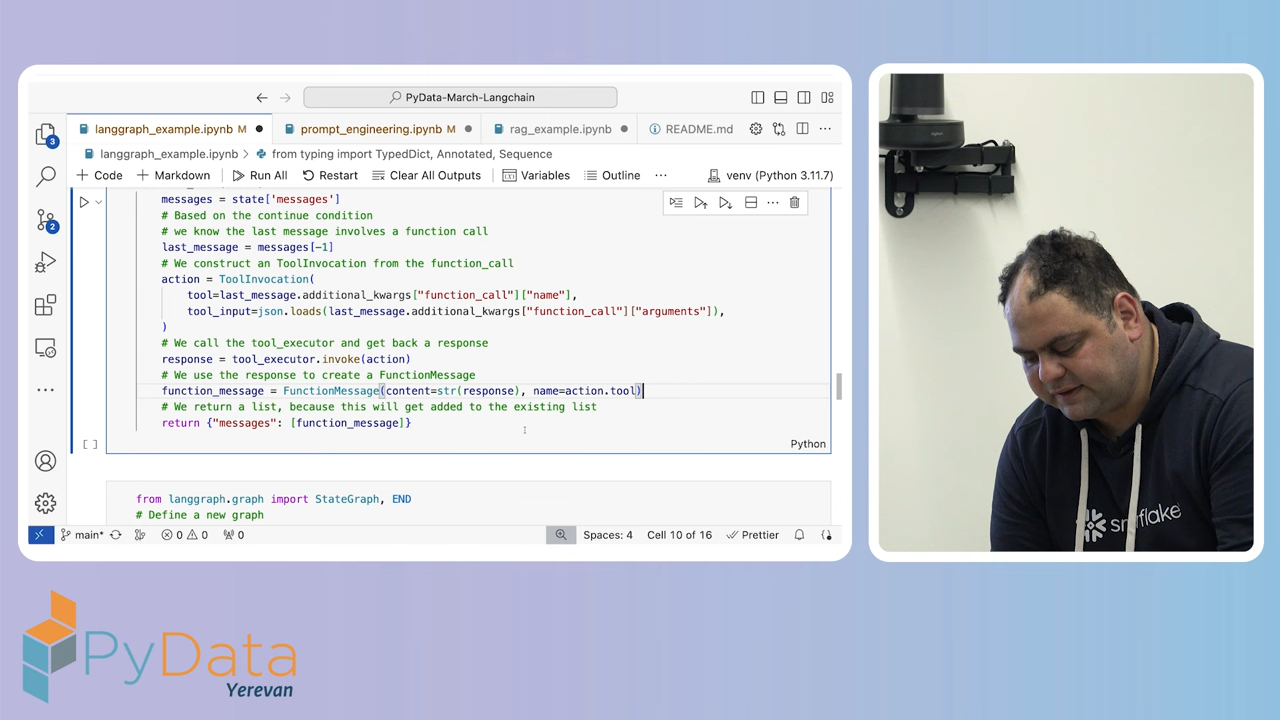 PyData-March-Langchain
langgraph_example.ipynb M
prompt_engineering.ipynb M
rag_example.ipynb
README.md
langgraph_example.ipynb > from typing import TypedDict, Annotated, Sequence
+ Code + Markdown Run All Restart Clear All Outputs Variables Outline ... venv (Python 3.11.7)
messages = state['messages']
# Based on the continue condition
# we know the last message involves a function call
last_message = messages[-1]
# We construct an ToolInvocation from the function_call
action = ToolInvocation(
tool=last_message.additional_kwargs["function_call"]["name"],
tool_input=json.loads(last_message.additional_kwargs["function_call"]["arguments"]),
)
# We call the tool_executor and get back a response
response = tool_executor.invoke(action)
# We use the response to create a FunctionMessage
function_message = FunctionMessage(content=str(response), name=action.tool)
# We return a list, because this will get added to the existing list
return {"messages": [function_message]}
[ ]
Python
from langgraph.graph import StateGraph, END
# Define a new graph
3
2
main* 0 0 0 Spaces: 4 Cell 10 of 16 Prettier
snowflake
PyData
Yerevan